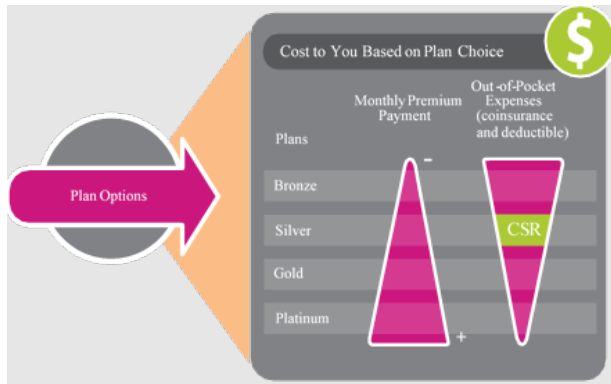 $
Cost to You Based on Plan Choice
Monthly Premium
Payment
Out-of-Pocket
Expenses
(coinsurance
and deductible)
Plans
-
Bronze
Plan Options
Silver
CSR
Gold
Platinum
+